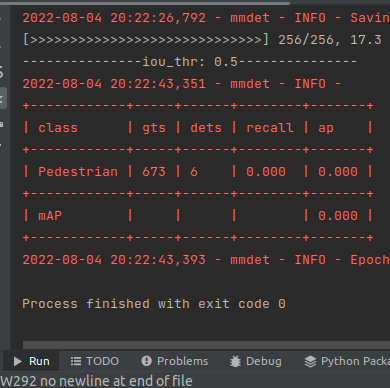 2022-08-04 20:22:26,792 - mmdet - INFO - Savin
[>>>>>>>>>>>>>>>>>>>>>>>>>>>>>>] 256/256, 17.3
---------------iou_thr: 0.5---------------
2022-08-04 20:22:43,351 - mmdet - INFO -
+------------+-----+------+--------+-------+
| class | gts | dets | recall | ap |
+------------+-----+------+--------+-------+
| Pedestrian | 673 | 6 | 0.000 | 0.000 |
+------------+-----+------+--------+-------+
| mAP | | | | 0.000 |
+------------+-----+------+--------+-------+
2022-08-04 20:22:43,393 - mmdet - INFO - Epoch
Process finished with exit code 0
Run TODO Problems Debug Python Packa
W292 no newline at end of file